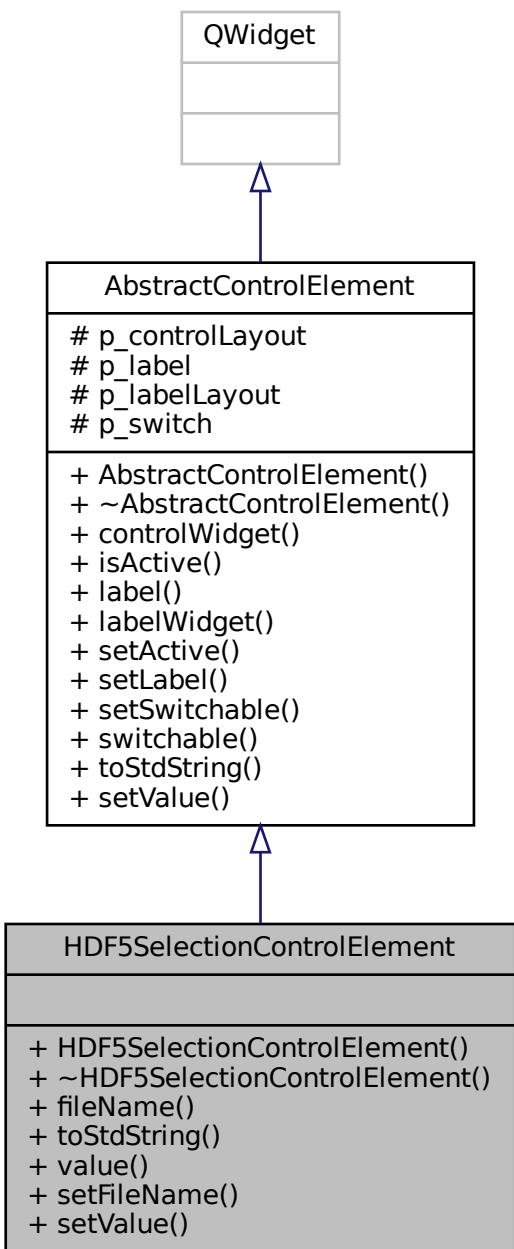 QWidget
AbstractControlElement
# p_controlLayout
# p_label
# p_labelLayout
# p_switch
+ AbstractControlElement()
+ ~AbstractControlElement()
+ controlWidget()
+ isActive()
+ label()
+ labelWidget()
+ setActive()
+ setLabel()
+ setSwitchable()
+ switchable()
+ toStdString()
+ setValue()
HDF5SelectionControlElement
+ HDF5SelectionControlElement()
+ ~HDF5SelectionControlElement()
+ fileName()
+ toStdString()
+ value()
+ setFileName()
+ setValue()